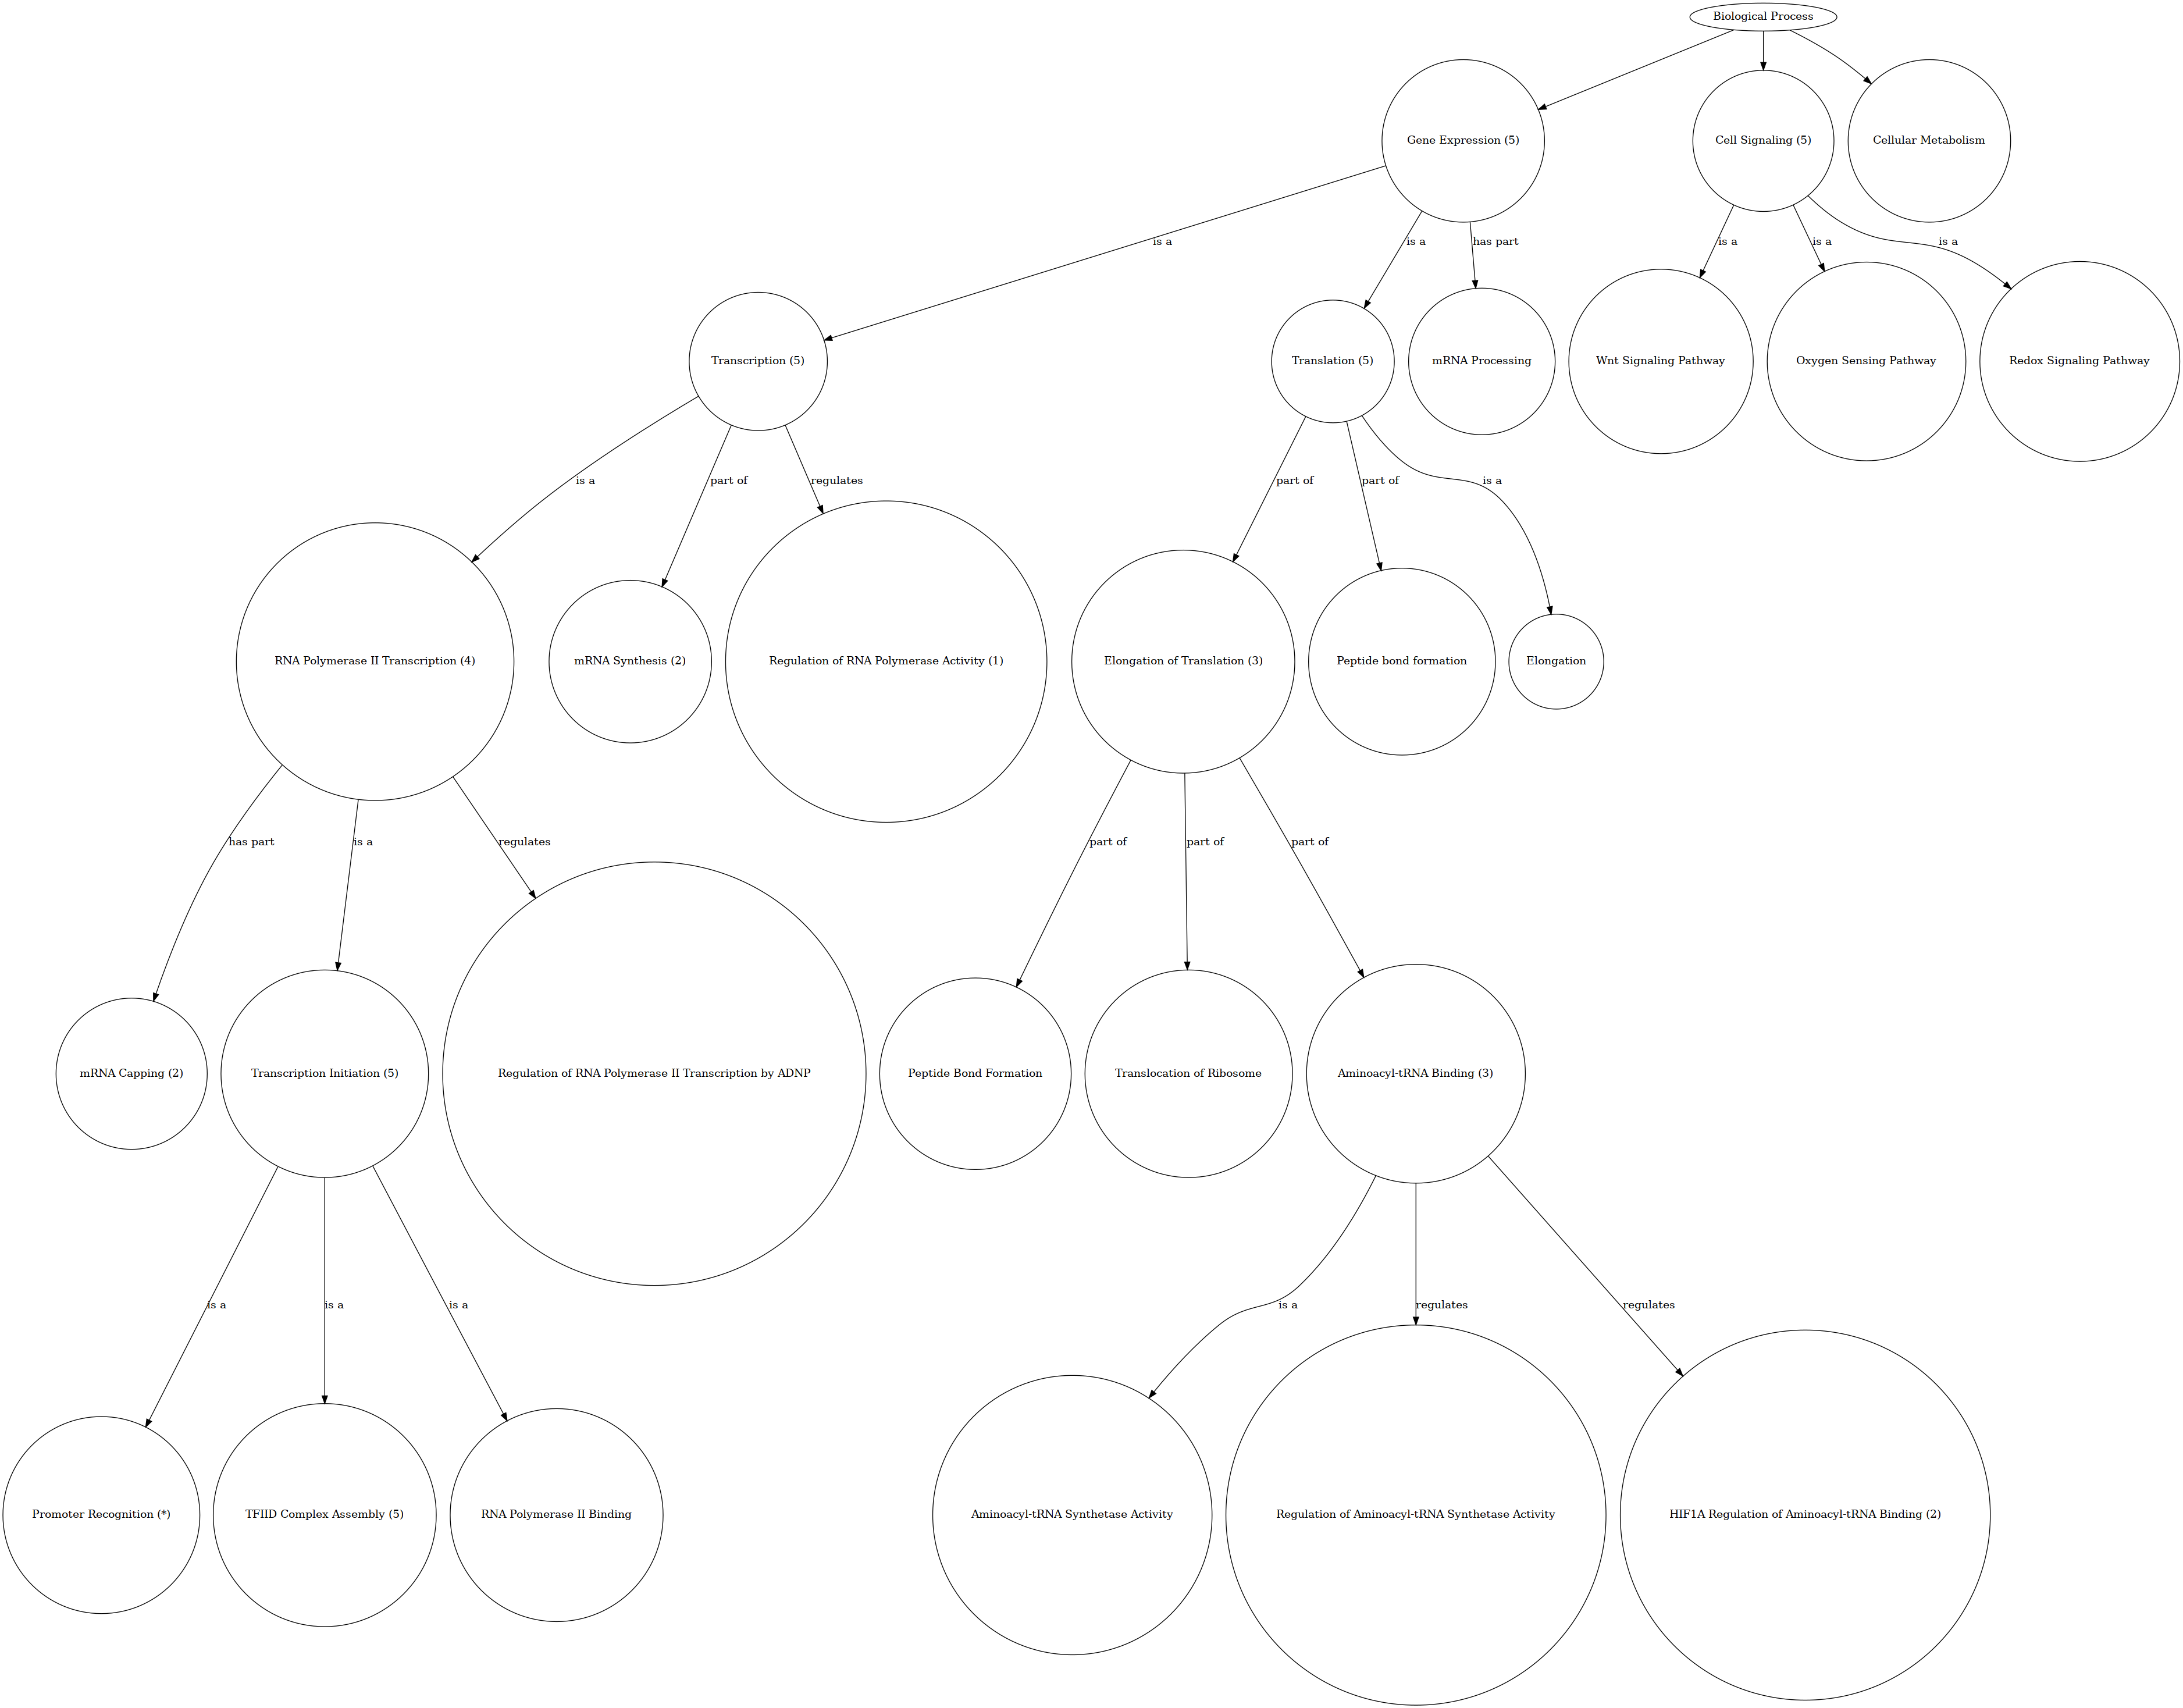 Biological Process
Gene Expression (5)
Cell Signaling (5)
Cellular Metabolism
is a
is a
has part
is a
is a
is a
Transcription (5)
Translation (5)
mRNA Processing
Wnt Signaling Pathway
Oxygen Sensing Pathway
Redox Signaling Pathway
is a
part of
regulates
part of
part of
is a
RNA Polymerase II Transcription (4)
mRNA Synthesis (2)
Regulation of RNA Polymerase Activity (1)
Elongation of Translation (3)
Peptide bond formation
Elongation
has part
is a
regulates
part of
part of
part of
mRNA Capping (2)
Transcription Initiation (5)
Regulation of RNA Polymerase II Transcription by ADNP
Peptide Bond Formation
Translocation of Ribosome
Aminoacyl-tRNA Binding (3)
is a
is a
is a
is a
regulates
regulates
Promoter Recognition (*)
TFIID Complex Assembly (5)
RNA Polymerase II Binding
Aminoacyl-tRNA Synthetase Activity
Regulation of Aminoacyl-tRNA Synthetase Activity
HIF1A Regulation of Aminoacyl-tRNA Binding (2)